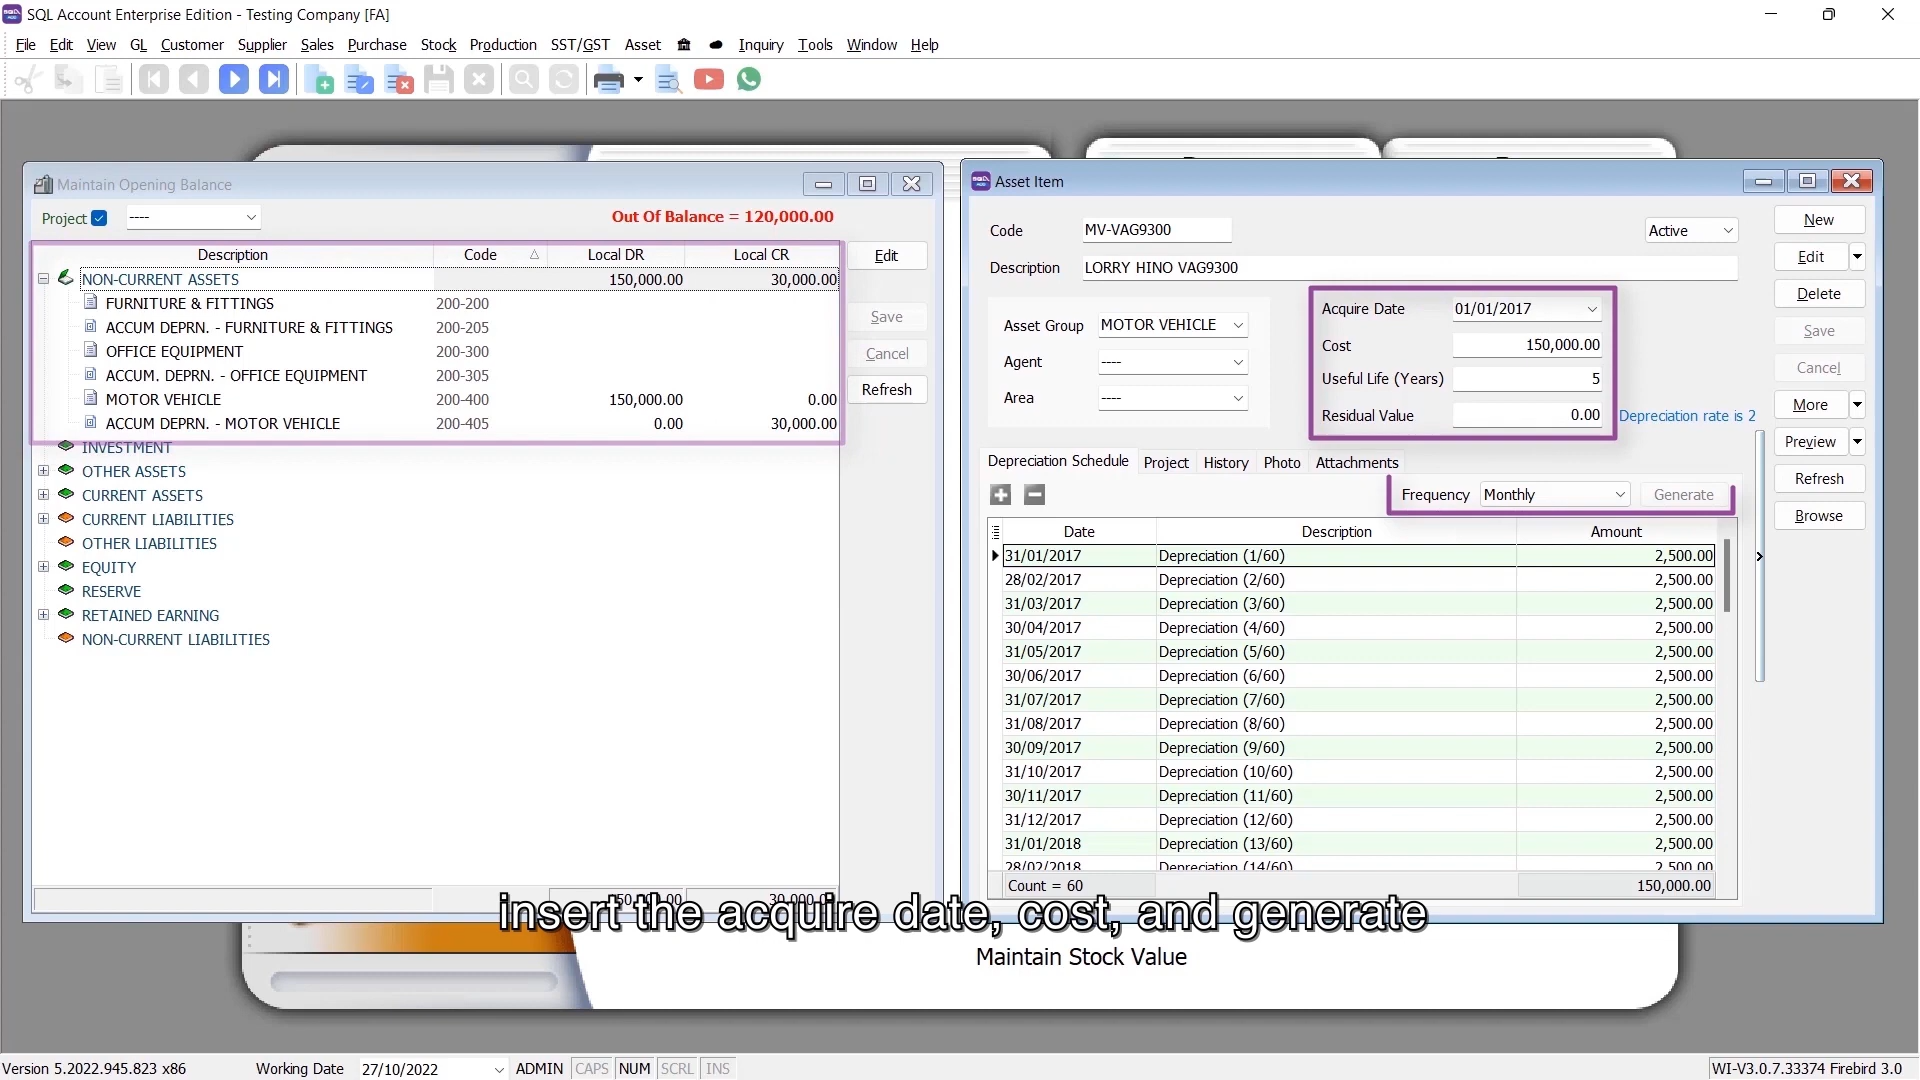 SQL Account Enterprise Edition - Testing Company [FA]
File Edit View GL Customer Supplier Sales Purchase Stock Production SST/GST Asset Inquiry Tools Window Help
Maintain Opening Balance
Project ----
Out Of Balance = 120,000.00
Description Code Local DR Local CR
NON-CURRENT ASSETS 150,000.00 30,000.00
FURNITURE & FITTINGS 200-200
ACCUM DEPRN. - FURNITURE & FITTINGS 200-205
OFFICE EQUIPMENT 200-300
ACCUM. DEPRN. - OFFICE EQUIPMENT 200-305
MOTOR VEHICLE 200-400 150,000.00 0.00
ACCUM DEPRN. - MOTOR VEHICLE 200-405 0.00 30,000.00
INVESTMENT
OTHER ASSETS
CURRENT ASSETS
CURRENT LIABILITIES
OTHER LIABILITIES
EQUITY
RESERVE
RETAINED EARNING
NON-CURRENT LIABILITIES
Edit
Save
Cancel
Refresh
Asset Item
Code MV-VAG9300 Active
Description LORRY HINO VAG9300
Asset Group MOTOR VEHICLE
Agent ----
Area ----
Acquire Date 01/01/2017
Cost 150,000.00
Useful Life (Years) 5
Residual Value 0.00 Depreciation rate is 2
New
Edit
Delete
Save
Cancel
More
Preview
Refresh
Browse
Depreciation Schedule Project History Photo Attachments
Frequency Monthly Generate
Date Description Amount
31/01/2017 Depreciation (1/60) 2,500.00
28/02/2017 Depreciation (2/60) 2,500.00
31/03/2017 Depreciation (3/60) 2,500.00
30/04/2017 Depreciation (4/60) 2,500.00
31/05/2017 Depreciation (5/60) 2,500.00
30/06/2017 Depreciation (6/60) 2,500.00
31/07/2017 Depreciation (7/60) 2,500.00
31/08/2017 Depreciation (8/60) 2,500.00
30/09/2017 Depreciation (9/60) 2,500.00
31/10/2017 Depreciation (10/60) 2,500.00
30/11/2017 Depreciation (11/60) 2,500.00
31/12/2017 Depreciation (12/60) 2,500.00
31/01/2018 Depreciation (13/60) 2,500.00
28/02/2018 Depreciation (14/60) 2,500.00
Count = 60 150,000.00
insert the acquire date, cost, and generate
Maintain Stock Value
Version 5.2022.945.823 x86 Working Date 27/10/2022 ADMIN CAPS NUM SCRL INS WI-V3.0.7.33374 Firebird 3.0